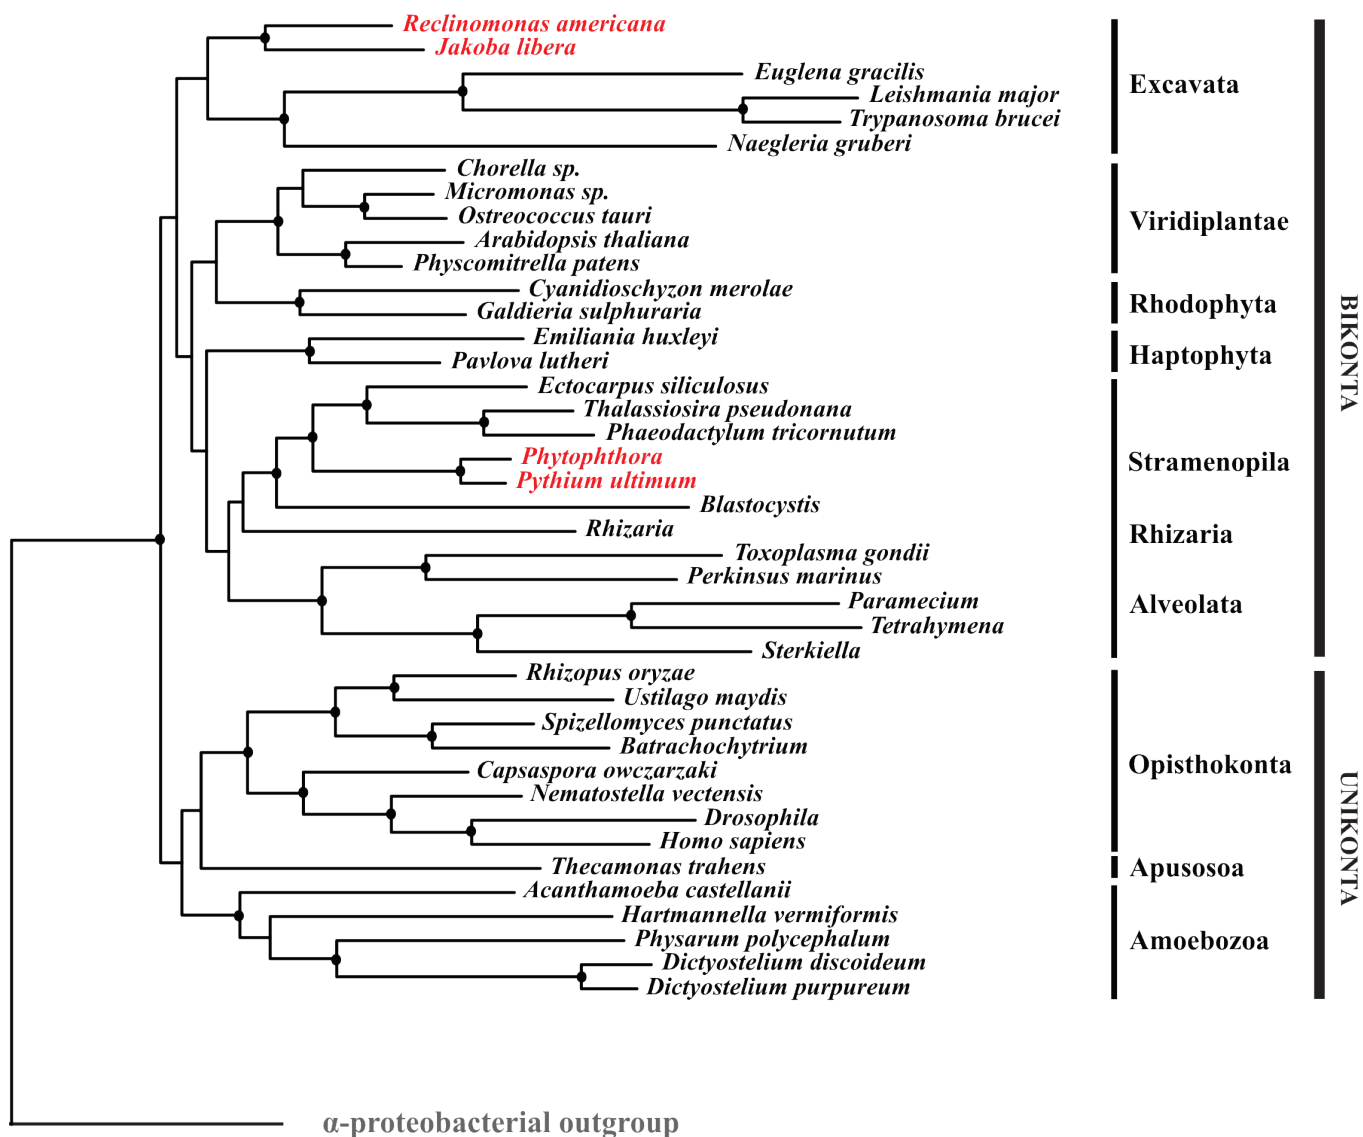 Reclinomonas americana
Jakoba libera
Euglena gracilis
Leishmania major
Trypanosoma brucei
Naegleria gruberi
Excavata
Chorella sp.
Micromonas sp.
Ostreococcus tauri
Arabidopsis thaliana
Physcomitrella patens
Viridiplantae
Cyanidioschyzon merolae
Galdieria sulphuraria
Rhodophyta
Emiliania huxleyi
Pavlova lutheri
Haptophyta
Ectocarpus siliculosus
Thalassiosira pseudonana
Phaeodactylum tricornutum
Phytophthora
Pythium ultimum
Blastocystis
Stramenopila
Rhizaria
Rhizaria
Toxoplasma gondii
Perkinsus marinus
Paramecium
Tetrahymena
Sterkiella
Alveolata
BIKONTA
Rhizopus oryzae
Ustilago maydis
Spizellomyces punctatus
Batrachochytrium
Capsaspora owczarzaki
Nematostella vectensis
Drosophila
Homo sapiens
Opisthokonta
Thecamonas trahens
Apusosoa
Acanthamoeba castellanii
Hartmannella vermiformis
Physarum polycephalum
Dictyostelium discoideum
Dictyostelium purpureum
Amoebozoa
UNIKONTA
α-proteobacterial outgroup